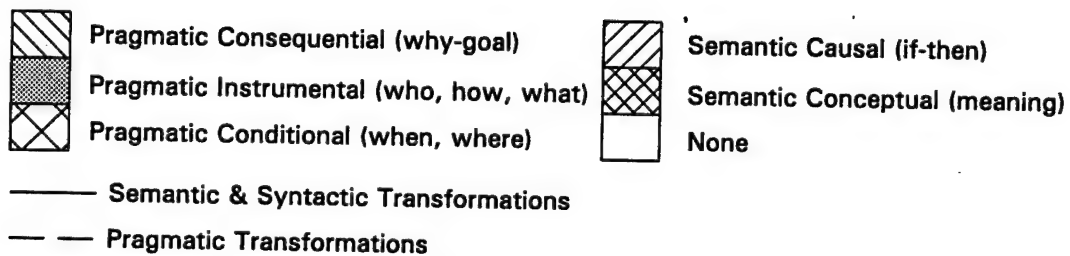 Pragmatic Consequential (why-goal)
Pragmatic Instrumental (who, how, what)
Pragmatic Conditional (when, where)
Semantic Causal (if-then)
Semantic Conceptual (meaning)
None
Semantic & Syntactic Transformations
Pragmatic Transformations